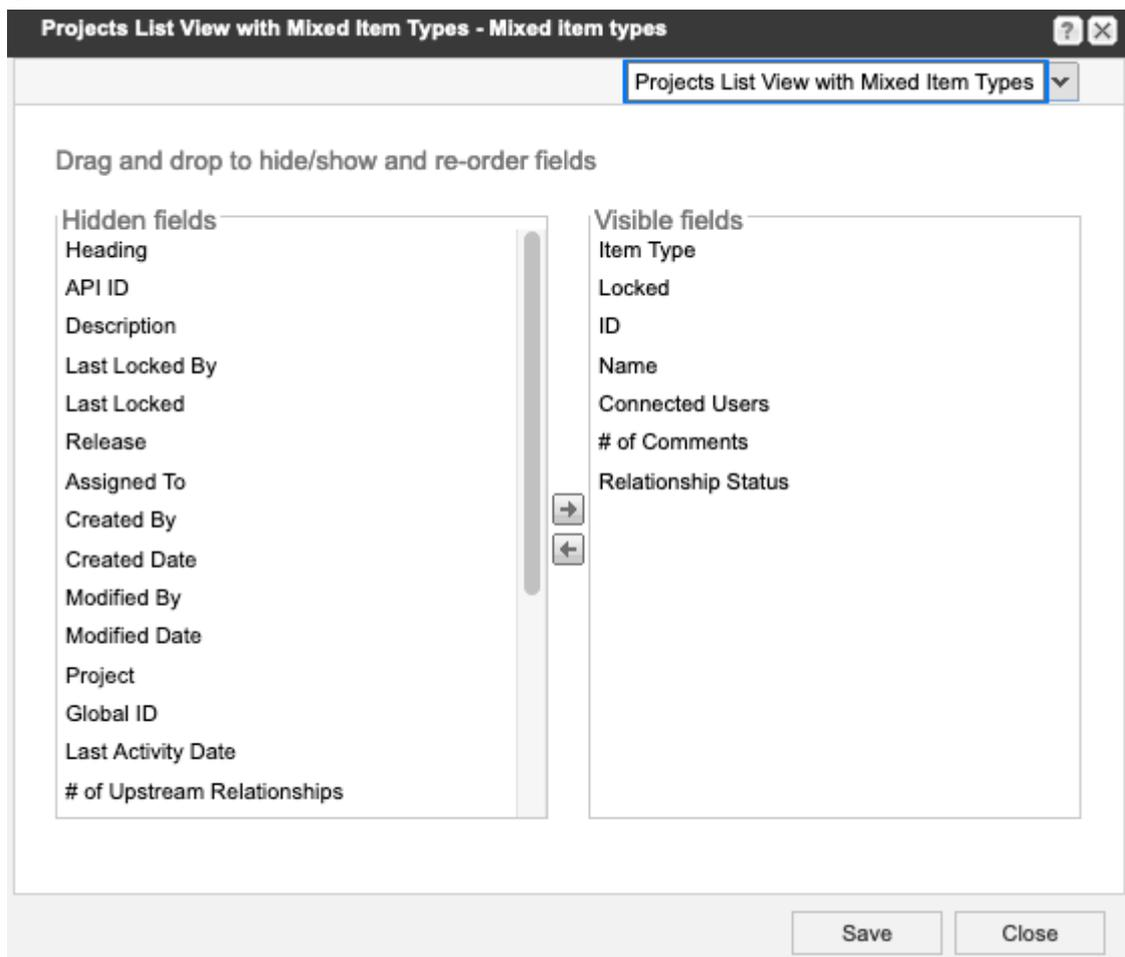 Projects List View with Mixed Item Types - Mixed item types
?
Projects List View with Mixed Item Types
Drag and drop to hide/show and re-order fields
Hidden fields
Heading
API ID
Description
Last Locked By
Last Locked
Release
Assigned To
Created By
Created Date
Modified By
Modified Date
Project
Global ID
Last Activity Date
# of Upstream Relationships
Visible fields
Item Type
Locked
ID
Name
Connected Users
# of Comments
Relationship Status
Save
Close